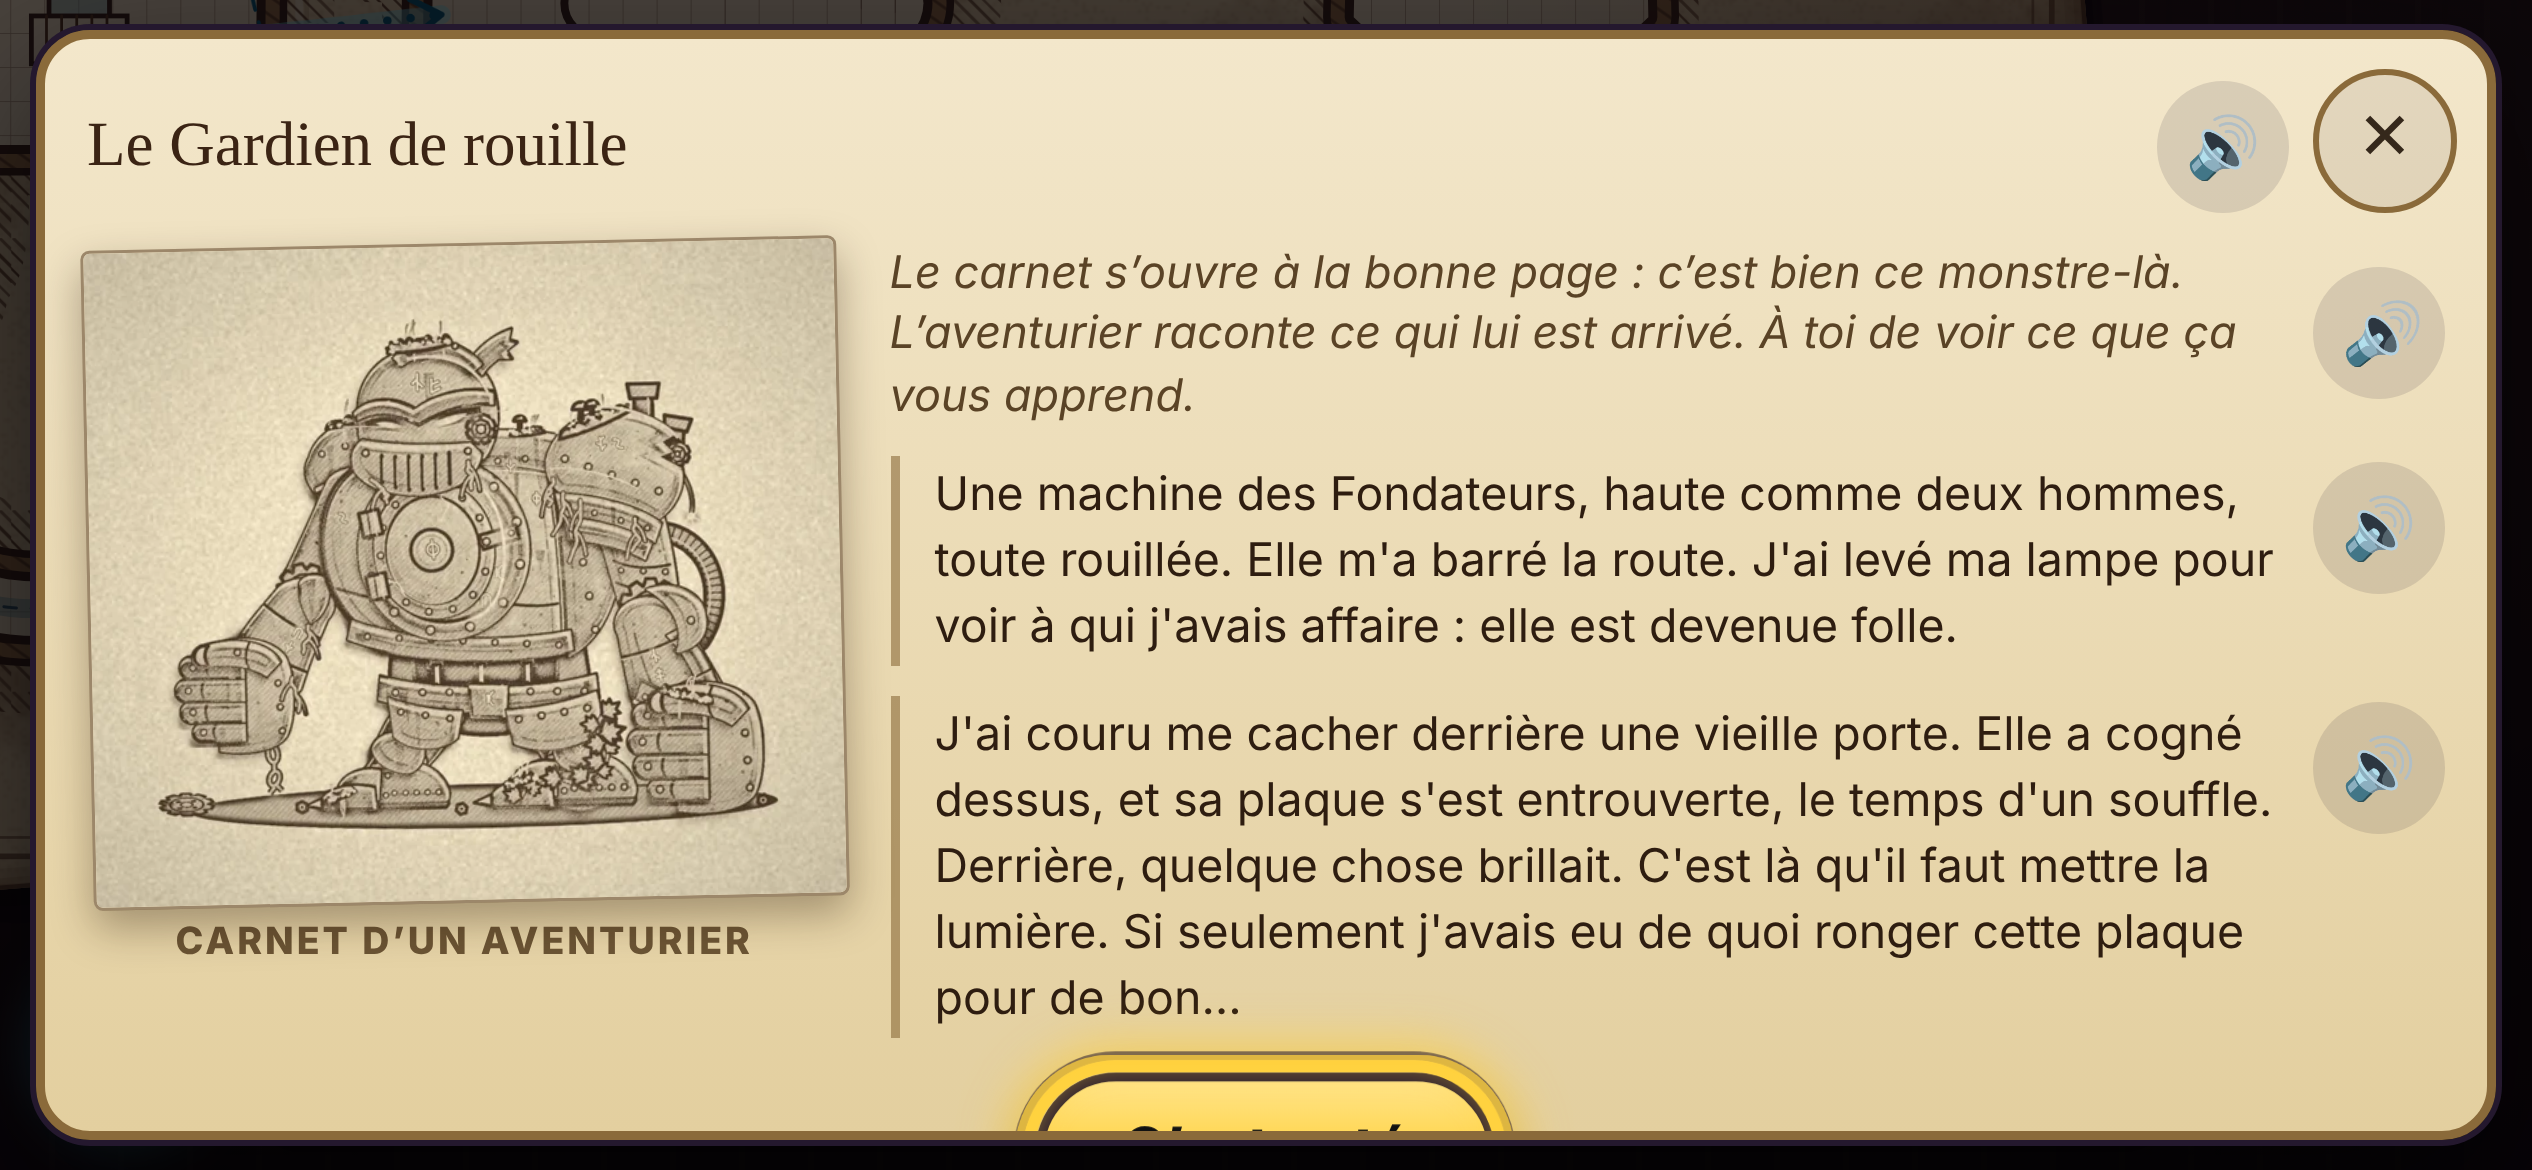 Le Gardien de rouille
Le carnet s’ouvre à la bonne page : c’est bien ce monstre-là.
L’aventurier raconte ce qui lui est arrivé. À toi de voir ce que ça
vous apprend.
Une machine des Fondateurs, haute comme deux hommes,
toute rouillée. Elle m'a barré la route. J'ai levé ma lampe pour
voir à qui j'avais affaire : elle est devenue folle.
J'ai couru me cacher derrière une vieille porte. Elle a cogné
dessus, et sa plaque s'est entrouverte, le temps d'un souffle.
Derrière, quelque chose brillait. C'est là qu'il faut mettre la
lumière. Si seulement j'avais eu de quoi ronger cette plaque
pour de bon…
CARNET D’UN AVENTURIER